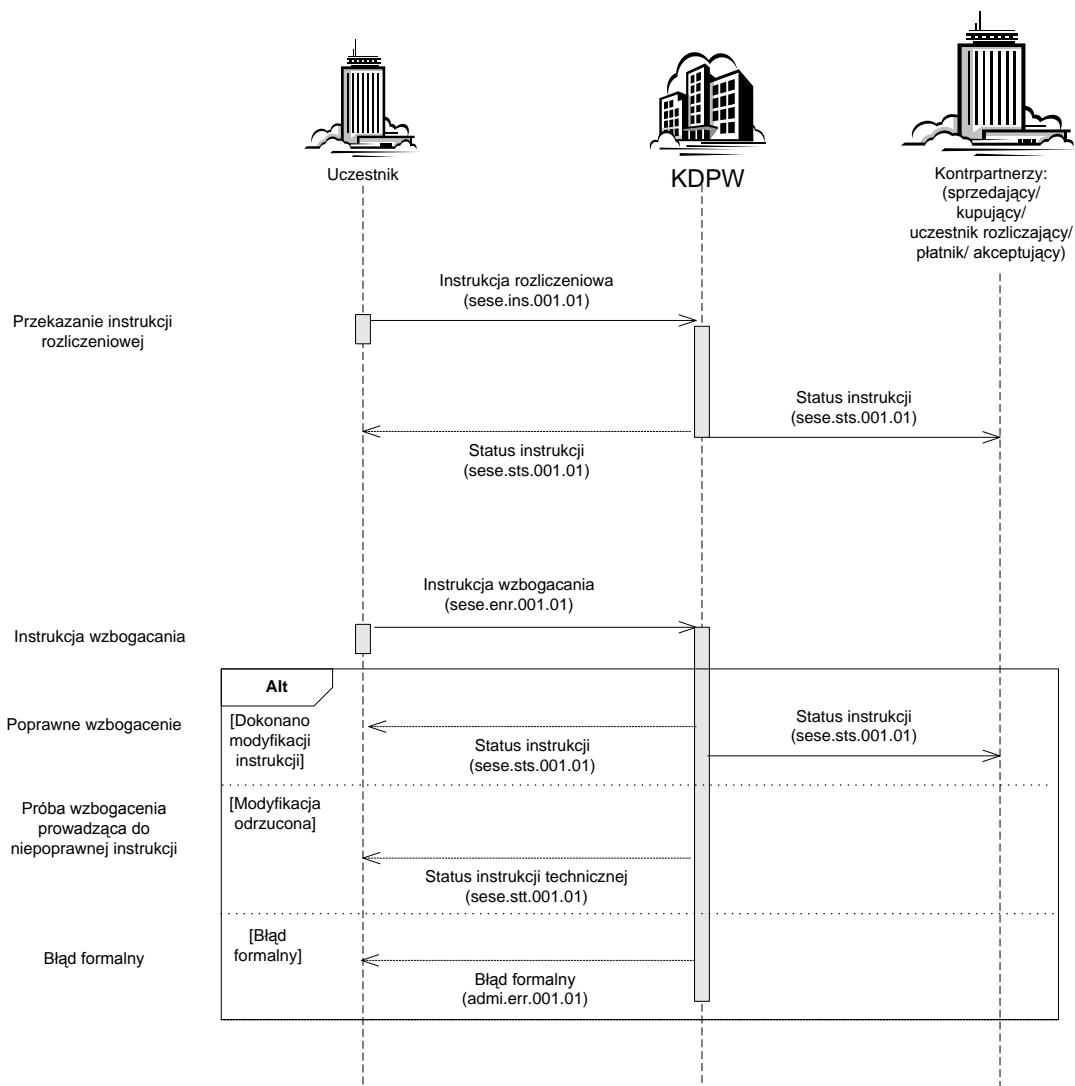 Uczestnik
KDPW
Kontrpartnerzy:
(sprzedający/
kupujący/
uczestnik rozliczający/
płatnik/ akceptujący)
Instrukcja rozliczeniowa
(sese.ins.001.01)
Przekazanie instrukcji
rozliczeniowej
Status instrukcji
(sese.sts.001.01)
Status instrukcji
(sese.sts.001.01)
Instrukcja wzbogacania
(sese.enr.001.01)
Instrukcja wzbogacania
Alt
Poprawne wzbogacenie
[Dokonano
modyfikacji
instrukcji]
Status instrukcji
(sese.sts.001.01)
Status instrukcji
(sese.sts.001.01)
Próba wzbogacenia
prowadząca do
niepoprawnej instrukcji
[Modyfikacja
odrzucona]
Status instrukcji technicznej
(sese.stt.001.01)
Błąd formalny
[Błąd
formalny]
Błąd formalny
(admi.err.001.01)